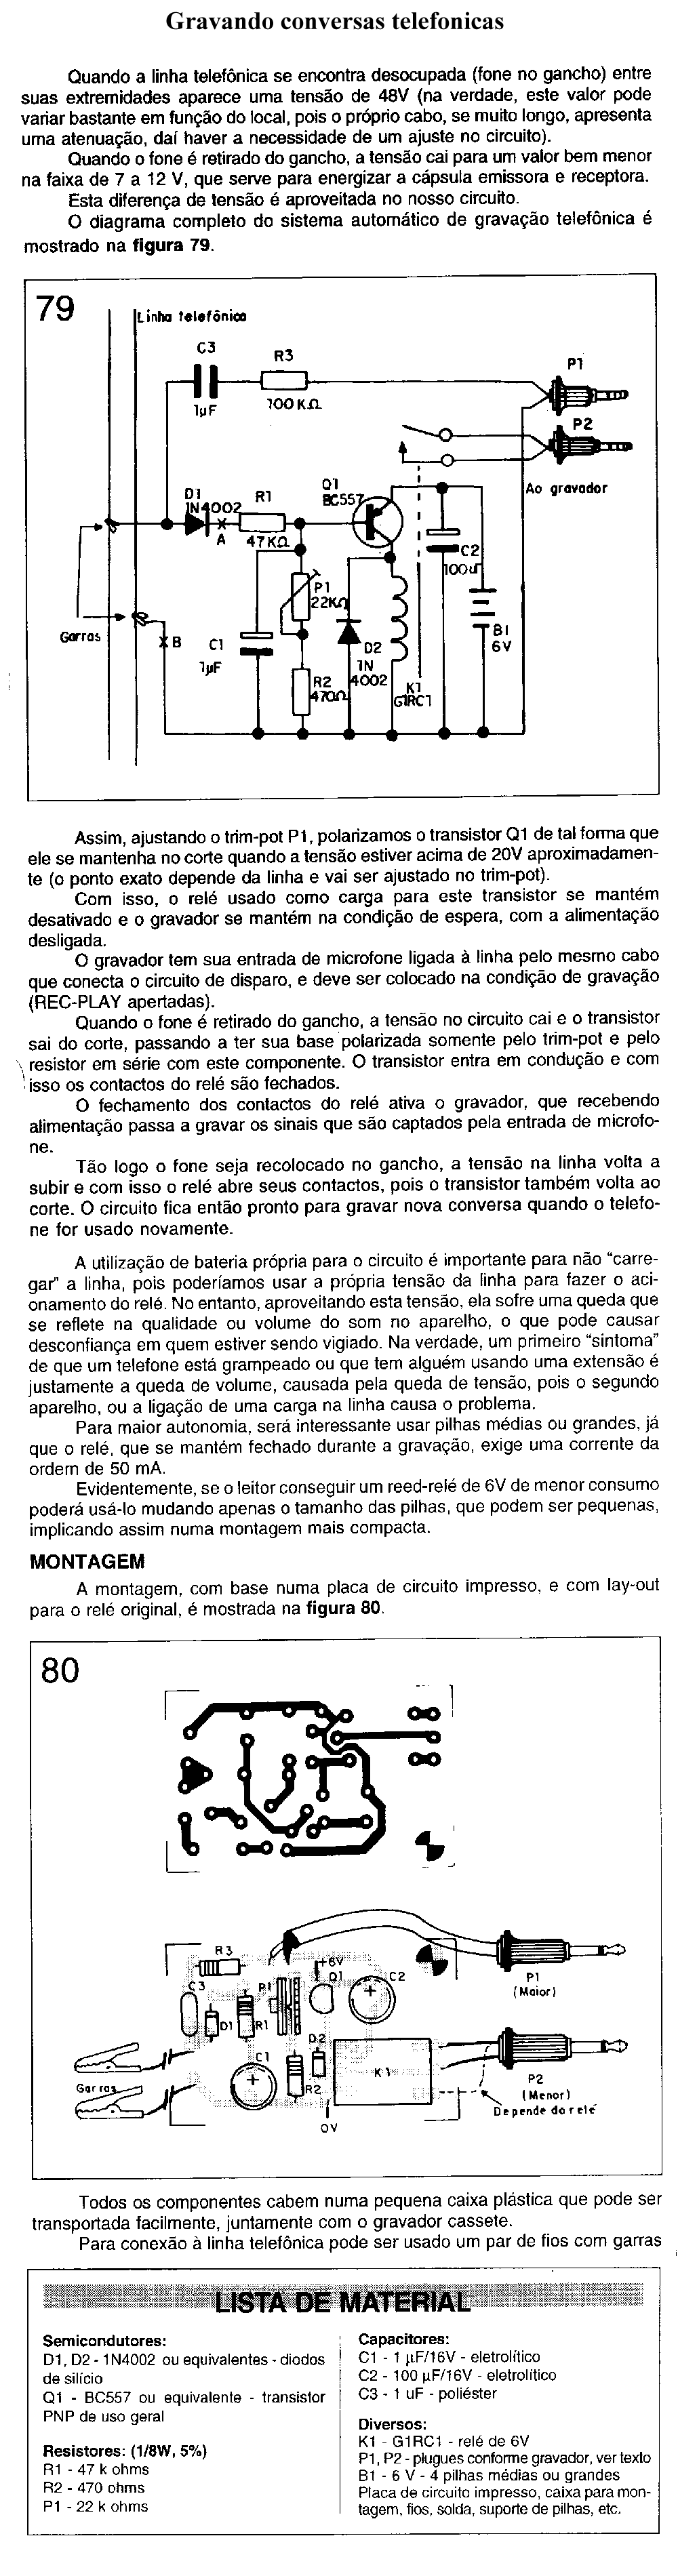 Gravando conversas telefonicas
Quando a linha telefônica se encontra desocupada (fone no gancho) entre
suas extremidades aparece uma tensão de 48V (na verdade, este valor pode
variar bastante em função do local, pois o próprio cabo, se muito longo, apresenta
uma atenuação, daí haver a necessidade de um ajuste no circuito).
Quando o fone é retirado do gancho, a tensão cai para um valor bem menor
na faixa de 7 a 12 V, que serve para energizar a cápsula emissora e receptora.
Esta diferença de tensão é aproveitada no nosso circuito.
O diagrama completo do sistema automático de gravação telefônica é
mostrado na figura 79.
79
Linha telefônica
C3
1µF
R3
100KΩ
P1
P2
Ao gravador
D1
1N4002
A
R1
47KΩ
Q1
BC557
C2
100uF
P1
22KΩ
B1
6V
Garras
B
C1
1µF
D2
1N
4002
R2
470Ω
K1
G1RC1
Assim, ajustando o trim-pot P1, polarizamos o transistor Q1 de tal forma que
ele se mantenha no corte quando a tensão estiver acima de 20V aproximadamen-
te (o ponto exato depende da linha e vai ser ajustado no trim-pot).
Com isso, o relé usado como carga para este transistor se mantém
desativado e o gravador se mantém na condição de espera, com a alimentação
desligada.
O gravador tem sua entrada de microfone ligada à linha pelo mesmo cabo
que conecta o circuito de disparo, e deve ser colocado na condição de gravação
(REC-PLAY apertadas).
Quando o fone é retirado do gancho, a tensão no circuito cai e o transistor
sai do corte, passando a ter sua base polarizada somente pelo trim-pot e pelo
resistor em série com este componente. O transistor entra em condução e com
isso os contactos do relé são fechados.
O fechamento dos contactos do relé ativa o gravador, que recebendo
alimentação passa a gravar os sinais que são captados pela entrada de microfo-
ne.
Tão logo o fone seja recolocado no gancho, a tensão na linha volta a
subir e com isso o relé abre seus contactos, pois o transistor também volta ao
corte. O circuito fica então pronto para gravar nova conversa quando o telefo-
ne for usado novamente.
A utilização de bateria própria para o circuito é importante para não “carre-
gar” a linha, pois poderíamos usar a própria tensão da linha para fazer o aci-
onamento do relé. No entanto, aproveitando esta tensão, ela sofre uma queda que
se reflete na qualidade ou volume do som no aparelho, o que pode causar
desconfiança em quem estiver sendo vigiado. Na verdade, um primeiro “sintoma”
de que um telefone está grampeado ou que tem alguém usando uma extensão é
justamente a queda de volume, causada pela queda de tensão, pois o segundo
aparelho, ou a ligação de uma carga na linha causa o problema.
Para maior autonomia, será interessante usar pilhas médias ou grandes, já
que o relé, que se mantém fechado durante a gravação, exige uma corrente da
ordem de 50 mA.
Evidentemente, se o leitor conseguir um reed-relé de 6V de menor consumo
poderá usá-lo mudando apenas o tamanho das pilhas, que podem ser pequenas,
implicando assim numa montagem mais compacta.
MONTAGEM
A montagem, com base numa placa de circuito impresso, e com lay-out
para o relé original, é mostrada na figura 80.
80
R3
+6V
C3
P1
Q1
C2
P1
(Maior)
D1
R1
D2
C1
K1
Garras
R2
P2
(Menor)
Depende do relé
0V
Todos os componentes cabem numa pequena caixa plástica que pode ser
transportada facilmente, juntamente com o gravador cassete.
Para conexão à linha telefônica pode ser usado um par de fios com garras
LISTA DE MATERIAL
Semicondutores:
D1, D2 - 1N4002 ou equivalentes - diodos
de silício
Q1 - BC557 ou equivalente - transistor
PNP de uso geral
Resistores: (1/8W, 5%)
R1 - 47 k ohms
R2 - 470 ohms
P1 - 22 k ohms
Capacitores:
C1 - 1 µF/16V - eletrolítico
C2 - 100 µF/16V - eletrolítico
C3 - 1 uF - poliéster
Diversos:
K1 - G1RC1 - relé de 6V
P1, P2 - plugues conforme gravador, ver texto
B1 - 6 V - 4 pilhas médias ou grandes
Placa de circuito impresso, caixa para mon-
tagem, fios, solda, suporte de pilhas, etc.